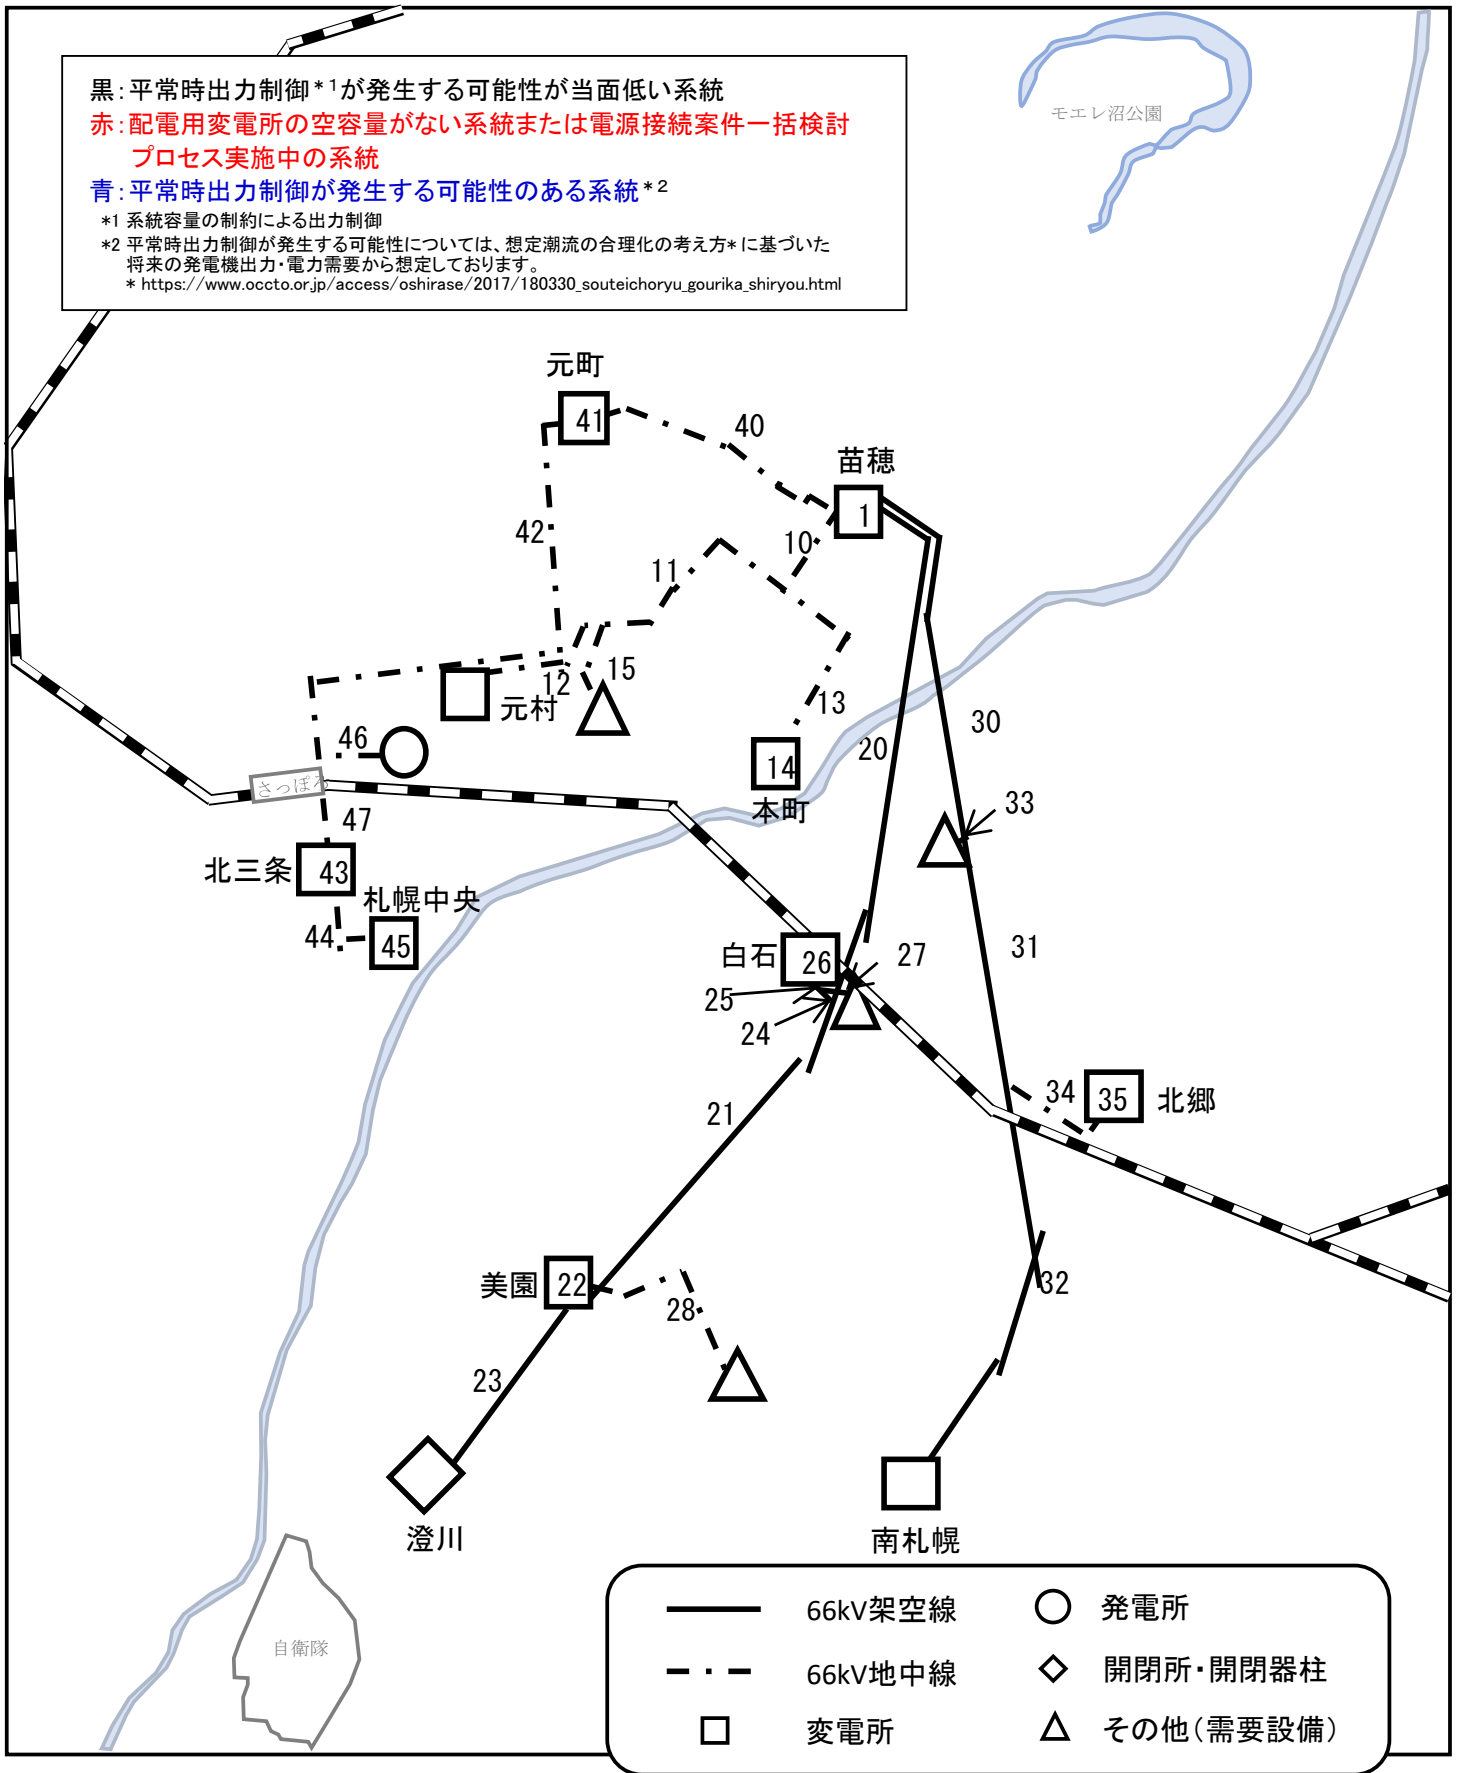 黒:平常時出力制御*1が発生する可能性が当面低い系統
赤:配電用変電所の空容量がない系統または電源接続案件一括検討
プロセス実施中の系統
青:平常時出力制御が発生する可能性のある系統*2
*1 系統容量の制約による出力制御
*2 平常時出力制御が発生する可能性については、想定潮流の合理化の考え方* に基づいた
将来の発電機出力・電力需要から想定しております。
* https://www.occto.or.jp/access/oshirase/2017/180330_souteichoryu_gourika_shiryou.html
モエレ沼公園
元町
41
40
苗穂
1
42
10
11
15
12
元村
13
30
46
20
14
本町
さっぽろ
47
33
北三条
43
札幌中央
44
45
白石
26
27
31
25
24
34
35
北郷
21
美園
22
28
32
23
澄川
南札幌
自衛隊
66kV架空線
発電所
66kV地中線
開閉所・開閉器柱
変電所
その他(需要設備)